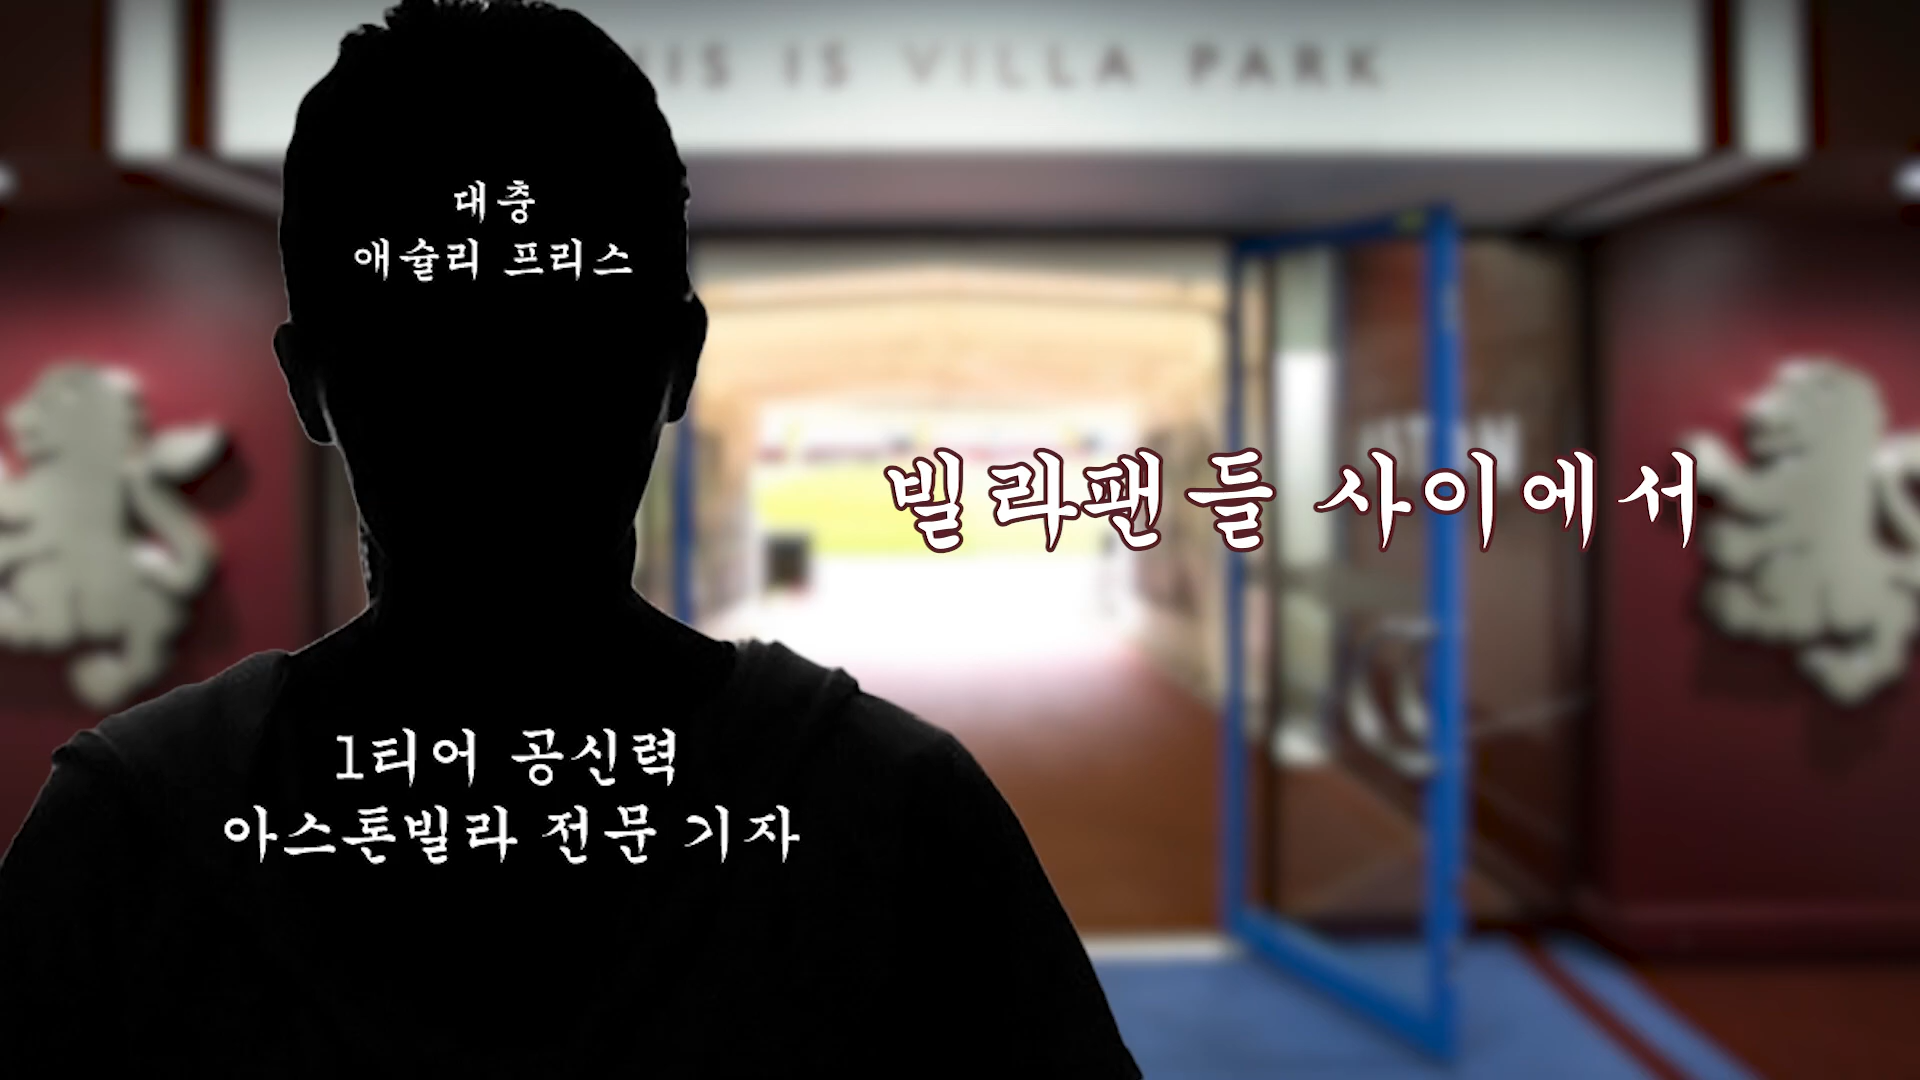 HIS IS VILLA PARK
대충
애슐리 프리스
빌라팬들 사이에서
1티어 공신력
아스톤빌라 전문 기자